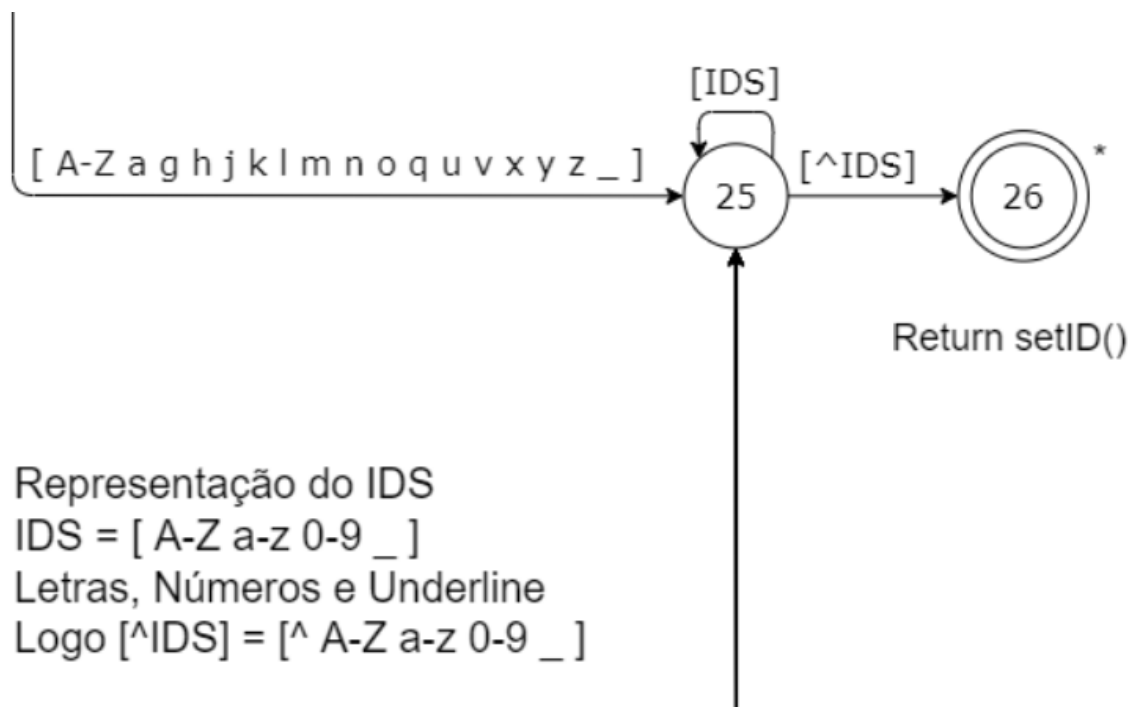 [IDS]
[ A-Z a g h j k l m n o q u v x y z _ ]
[^IDS]
*
25
26
Return setID()
Representação do IDS
IDS = [ A-Z a-z 0-9 _ ]
Letras, Números e Underline
Logo [^IDS] = [^ A-Z a-z 0-9 _ ]